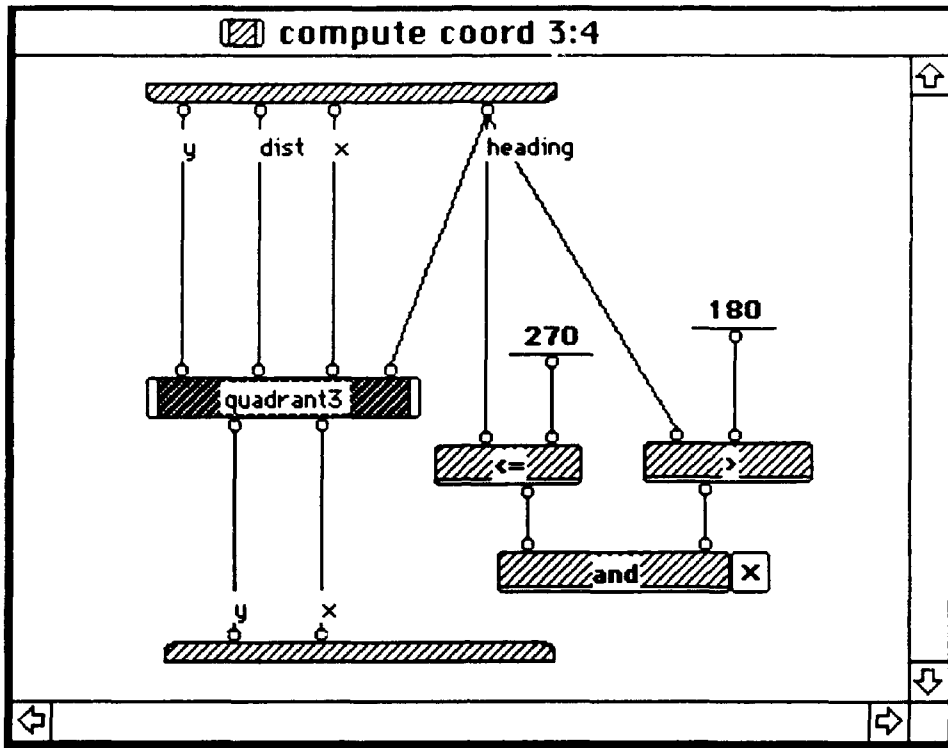 compute coord 3:4
y dist x heading
180
270
quadrant3
<= >
and x
y x